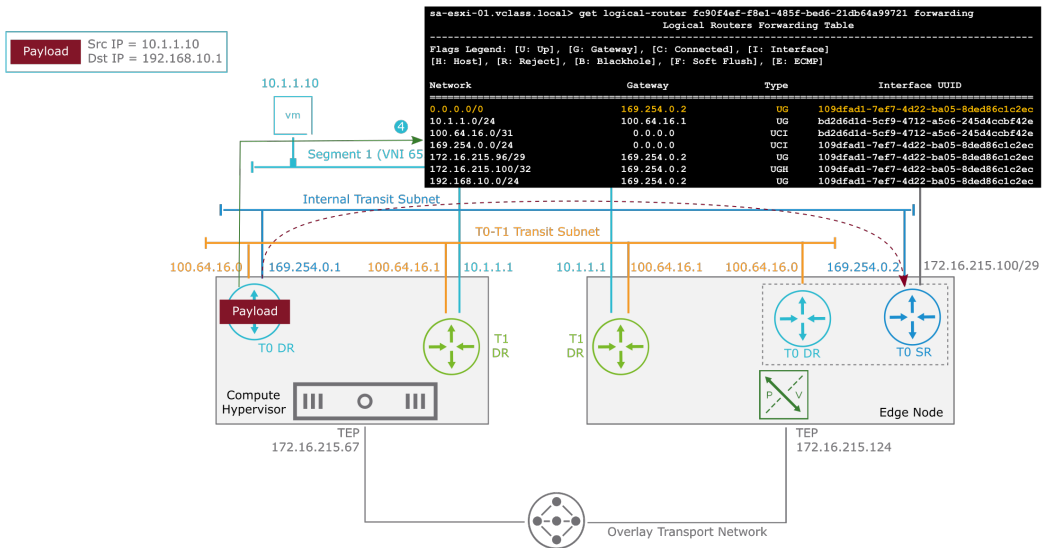 sa-esxi-01.vclass.local> get logical-router fc90f4ef-f8e1-485f-bed6-21db64a99721 forwarding
Logical Routers Forwarding Table
Flags Legend: [U: Up], [G: Gateway], [C: Connected], [I: Interface]
[H: Host], [R: Reject], [B: Blackhole], [F: Soft Flush], [E: ECMP]
Network Gateway Type Interface UUID
0.0.0.0/0 169.254.0.2 UG 109dfad1-7ef7-4d22-ba05-8ded86c1c2ec
10.1.1.0/24 100.64.16.1 UG bd2d6d1d-5cf9-4712-a5c6-245d4ccbf42e
100.64.16.0/31 0.0.0.0 UCI bd2d6d1d-5cf9-4712-a5c6-245d4ccbf42e
169.254.0.0/24 0.0.0.0 UCI 109dfad1-7ef7-4d22-ba05-8ded86c1c2ec
172.16.215.96/29 169.254.0.2 UG 109dfad1-7ef7-4d22-ba05-8ded86c1c2ec
172.16.215.100/32 169.254.0.2 UGH 109dfad1-7ef7-4d22-ba05-8ded86c1c2ec
192.168.10.0/24 169.254.0.2 UG 109dfad1-7ef7-4d22-ba05-8ded86c1c2ec
Payload
Src IP = 10.1.1.10
Dst IP = 192.168.10.1
10.1.1.10
vm
4
Segment 1 (VNI 65
Internal Transit Subnet
T0-T1 Transit Subnet
100.64.16.0 169.254.0.1 100.64.16.1 10.1.1.1 10.1.1.1 100.64.16.1 100.64.16.0 169.254.0.2 172.16.215.100/29
Payload
T0 DR
T1
DR
T1
DR
T0 DR
T0 SR
Compute
Hypervisor
P V
Edge Node
TEP
172.16.215.67
TEP
172.16.215.124
Overlay Transport Network